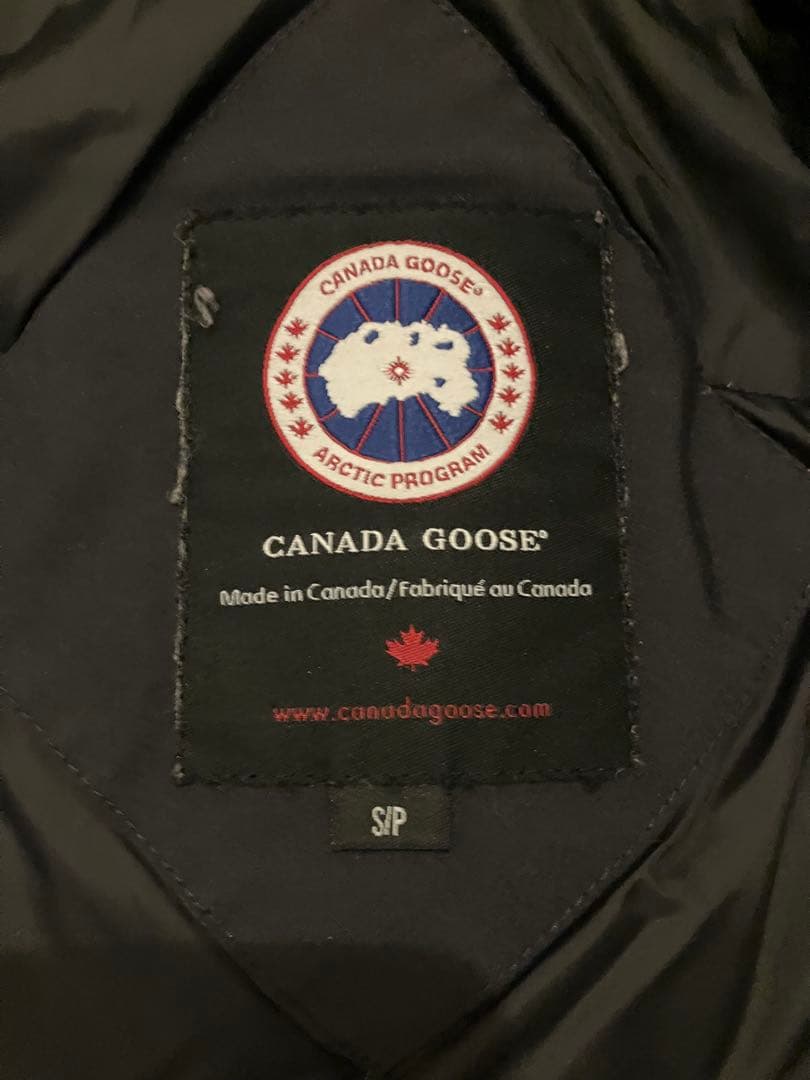 CANADA GOOSE®
ARCTIC PROGRAM
CANADA GOOSE®
Made in Canada/Fabriqué au Canada
www.canadagoose.com
S/P